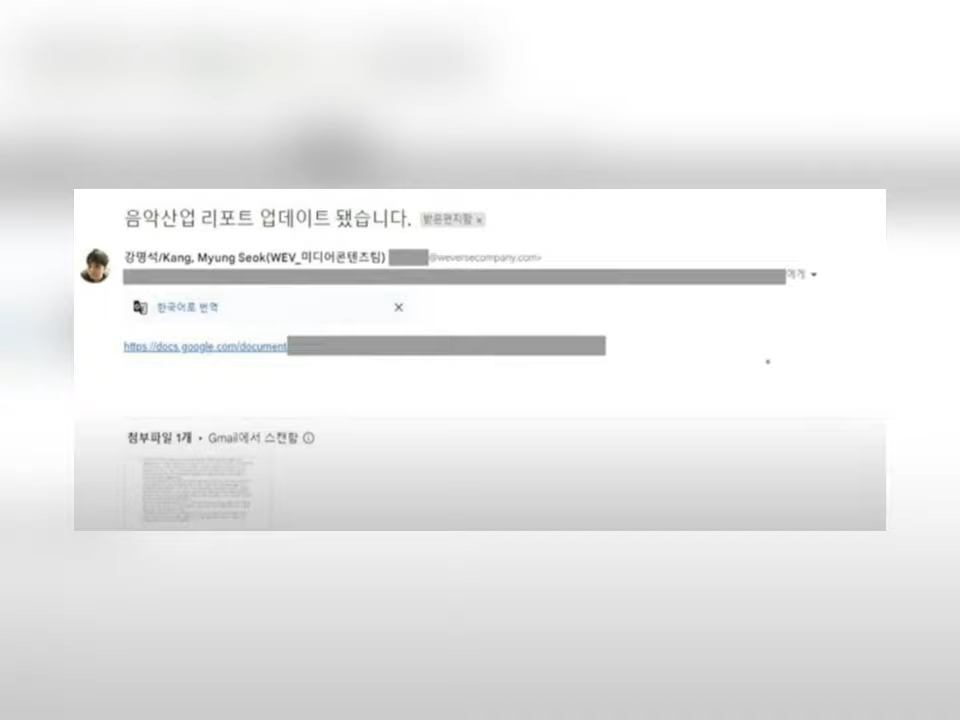 음악산업 리포트 업데이트 됐습니다. 받은편지함 ×
강명석/Kang, Myung Seok(WEV_미디어콘텐츠팀) @weversecompany.com>
에게
한국어로 번역 ×
https://docs.google.com/document
첨부파일 1개 • Gmail에서 스캔함